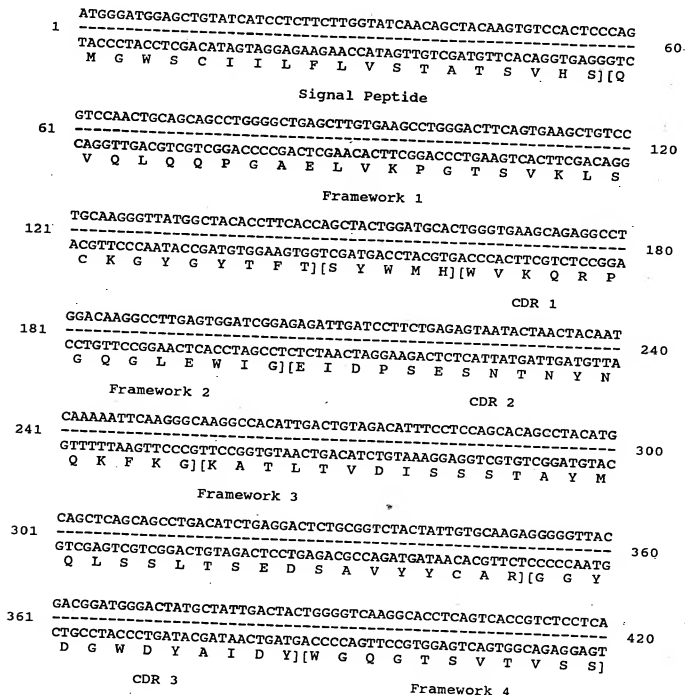 ATGGGATGGAGCTGTATCATCCTCTTCTTGGTATCAACAGCTACAAGTGTCCACTCCCAG
1 ------------------------------------------------------------ 60
TACCCTACCTCGACATAGTAGGAGAAGAACCATAGTTGTCGATGTTCACAGGTGAGGGTC
M G W S C I I L F L V S T A T S V H S][Q
Signal Peptide
GTCCAACTGCAGCAGCCTGGGGCTGAGCTTGTGAAGCCTGGGACTTCAGTGAAGCTGTCC
61 ------------------------------------------------------------ 120
CAGGTTGACGTCGTCGGACCCCGACTCGAACACTTCGGACCCTGAAGTCACTTCGACAGG
V Q L Q Q P G A E L V K P G T S V K L S
Framework 1
TGCAAGGGTTATGGCTACACCTTCACCAGCTACTGGATGCACTGGGTGAAGCAGAGGCCT
121 ------------------------------------------------------------ 180
ACGTTCCCAATACCGATGTGGAAGTGGTCGATGACCTACGTGACCCACTTCGTCTCCGGA
C K G Y G Y T F T][S Y W M H][W V K Q R P
CDR 1
GGACAAGGCCTTGAGTGGATCGGAGAGATTGATCCTTCTGAGAGTAATACTAACTACAAT
181 ------------------------------------------------------------ 240
CCTGTTCCGGAACTCACCTAGCCTCTCTAACTAGGAAGACTCTCATTATGATTGATGTTA
G Q G L E W I G][E I D P S E S N T N Y N
Framework 2 CDR 2
CAAAAATTCAAGGGCAAGGCCACATTGACTGTAGACATTTCCTCCAGCACAGCCTACATG
241 ------------------------------------------------------------ 300
GTTTTTAAGTTCCCGTTCCGGTGTAACTGACATCTGTAAAGGAGGTCGTGTCGGATGTAC
Q K F K G][K A T L T V D I S S S T A Y M
Framework 3
CAGCTCAGCAGCCTGACATCTGAGGACTCTGCGGTCTACTATTGTGCAAGAGGGGGTTAC
301 ------------------------------------------------------------ 360
GTCGAGTCGTCGGACTGTAGACTCCTGAGACGCCAGATGATAACACGTTCTCCCCCAATG
Q L S S L T S E D S A V Y Y C A R][G G Y
GACGGATGGGACTATGCTATTGACTACTGGGGTCAAGGCACCTCAGTCACCGTCTCCTCA
361 ------------------------------------------------------------ 420
CTGCCTACCCTGATACGATAACTGATGACCCCAGTTCCGTGGAGTCAGTGGCAGAGGAGT
D G W D Y A I D Y][W G Q G T S V T V S S]
CDR 3 Framework 4